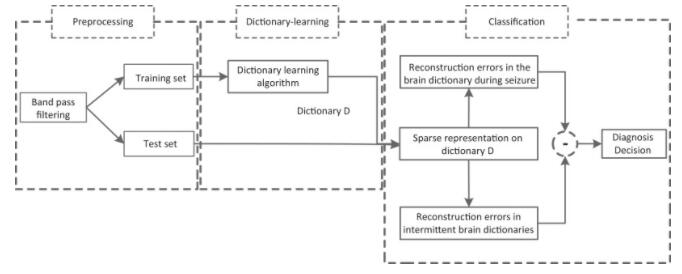 Preprocessing
Dictionary-learning
Classification
Band pass
filtering
Training set
Test set
Dictionary learning
algorithm
Dictionary D
Reconstruction errors in the
brain dictionary during seizure
Sparse representation on
dictionary D
Reconstruction errors in
intermittent brain dictionaries
-
Diagnosis
Decision